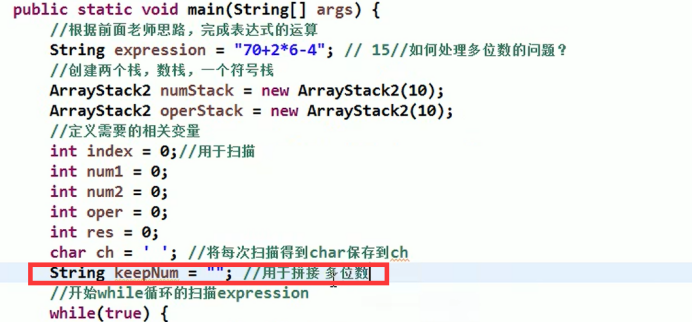 public static void main(String[] args) {
//根据前面老师思路，完成表达式的运算
String expression = "70+2*6-4"; // 15//如何处理多位数的问题？
//创建两个栈，数栈，一个符号栈
ArrayStack2 numStack = new ArrayStack2(10);
ArrayStack2 operStack = new ArrayStack2(10);
//定义需要的相关变量
int index = 0;//用于扫描
int num1 = 0;
int num2 = 0;
int oper = 0;
int res = 0;
char ch = ' '; //将每次扫描得到char保存到ch
String keepNum = ""; //用于拼接 多位数
//开始while循环的扫描expression
while(true) {